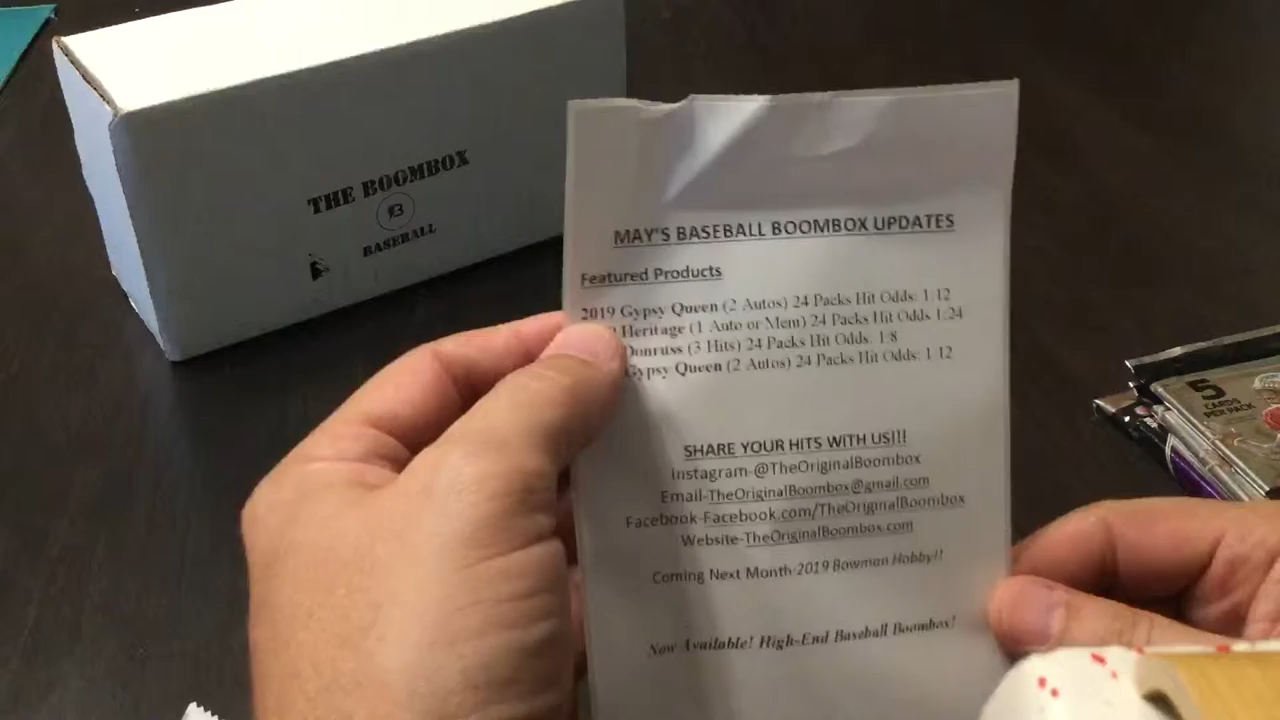 THE BOOMBOX
B
BASEBALL
MAY'S BASEBALL BOOMBOX UPDATES
Featured Products
2019 Gypsy Queen (2 Autos) 24 Packs Hit Odds: 1:12
Heritage (1 Auto or Mem) 24 Packs Hit Odds 1:24
Donruss (3 Hits) 24 Packs Hit Odds: 1:8
Gypsy Queen (2 Autos) 24 Packs Hit Odds: 1:12
SHARE YOUR HITS WITH US!!!
Instagram-@TheOriginalBoombox
Email-TheOriginalBoombox@gmail.com
Facebook-Facebook.com/TheOriginalBoombox
Website-TheOriginalBoombox.com
Coming Next Month-2019 Bowman Hobby!!
Now Available! High-End Baseball Boombox!
5
CARDS
PER PACK